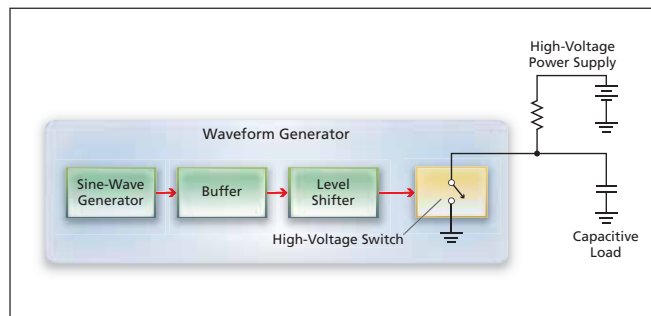 High-Voltage
Power Supply
Waveform Generator
Sine-Wave
Generator
Buffer
Level
Shifter
High-Voltage Switch
Capacitive
Load